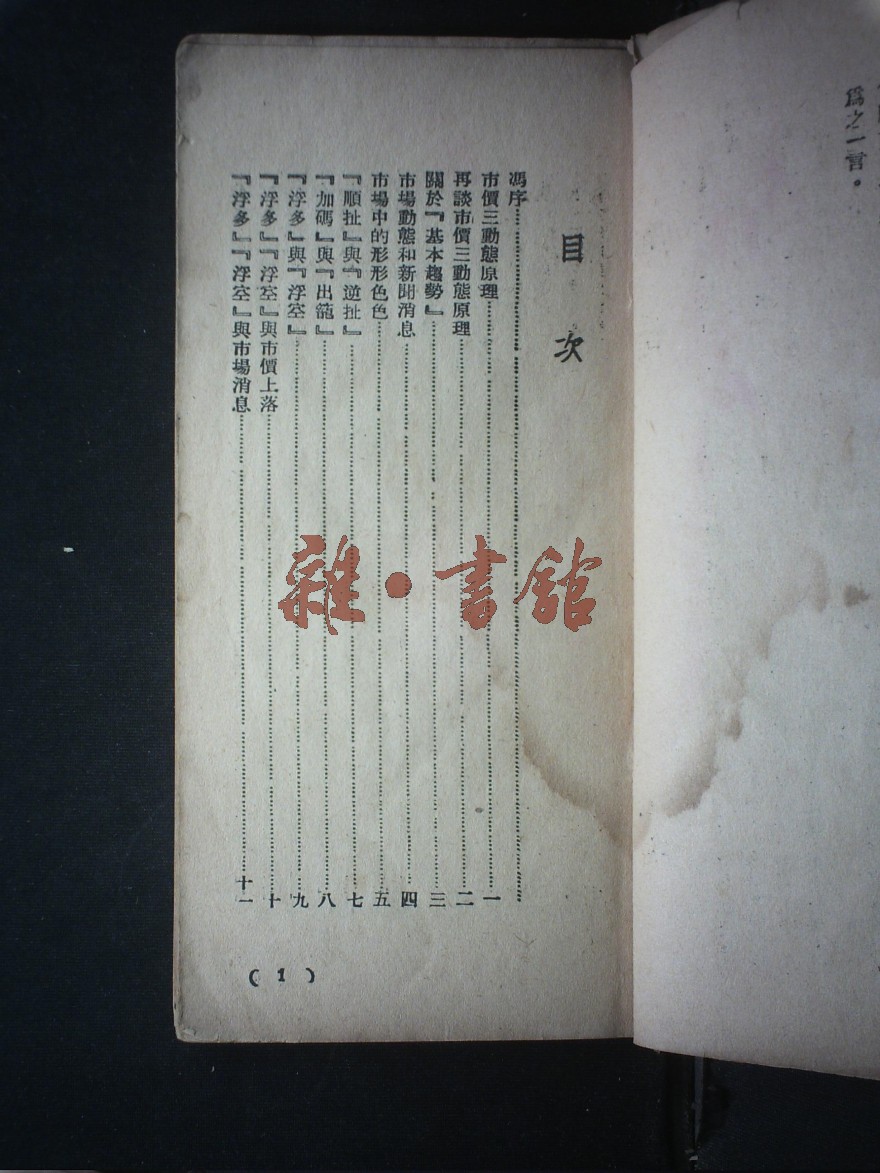 為之一言。
目次
馮序
市價三動態原理 一
再談市價三動態原理 二
關於『基本趨勢』 三
市場動態和新聞消息 四
市場中的形形色色 五
『順扯』與『逆扯』 七
『加碼』與『出籠』 八
『浮多』與『浮空』 九
『浮多』『浮空』與市價上落 十
『浮多』『浮空』與市場消息 十一
(1)
雜·書館